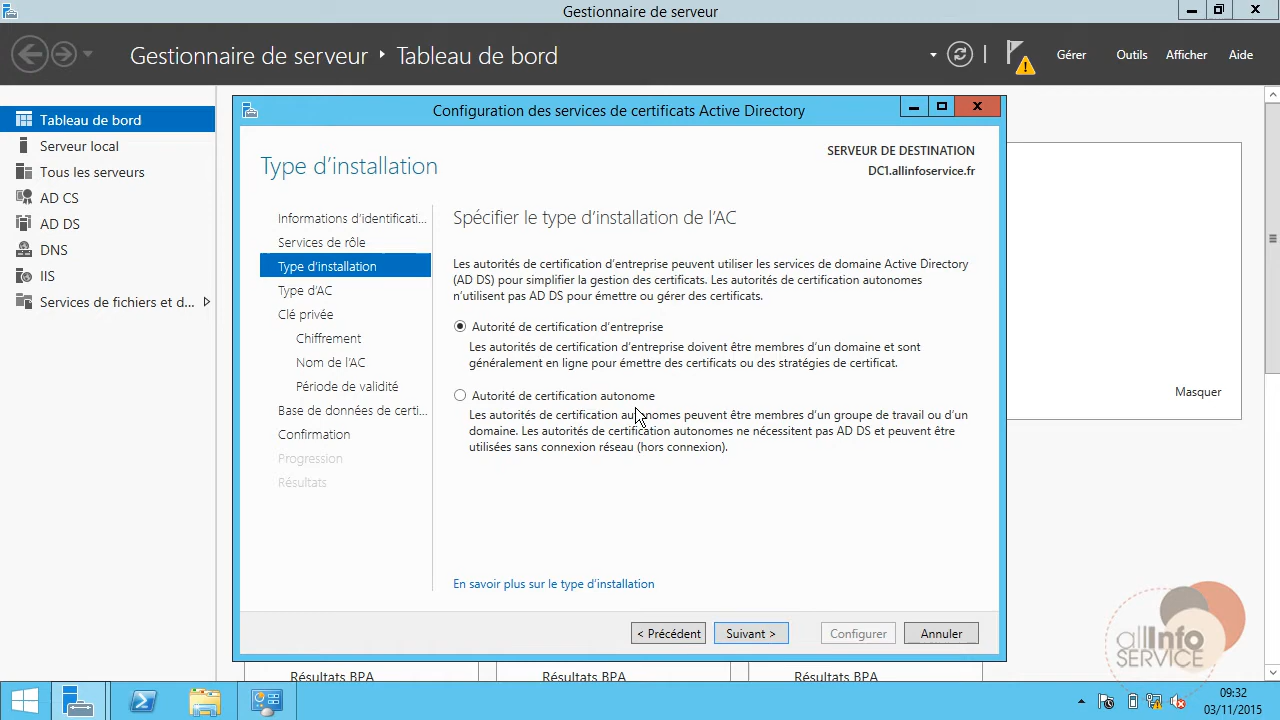 Gestionnaire de serveur
Gestionnaire de serveur ‣ Tableau de bord
Gérer
Outils
Afficher
Aide
Tableau de bord
Serveur local
Tous les serveurs
AD CS
AD DS
DNS
IIS
Services de fichiers et d...
Configuration des services de certificats Active Directory
Type d'installation
SERVEUR DE DESTINATION
DC1.allinfoservice.fr
Informations d'identificati...
Services de rôle
Type d'installation
Type d'AC
Clé privée
Chiffrement
Nom de l'AC
Période de validité
Base de données de certi...
Confirmation
Progression
Résultats
Spécifier le type d'installation de l'AC
Les autorités de certification d'entreprise peuvent utiliser les services de domaine Active Directory
(AD DS) pour simplifier la gestion des certificats. Les autorités de certification autonomes
n'utilisent pas AD DS pour émettre ou gérer des certificats.
Autorité de certification d'entreprise
Les autorités de certification d'entreprise doivent être membres d'un domaine et sont
généralement en ligne pour émettre des certificats ou des stratégies de certificat.
Autorité de certification autonome
Les autorités de certification autonomes peuvent être membres d'un groupe de travail ou d'un
domaine. Les autorités de certification autonomes ne nécessitent pas AD DS et peuvent être
utilisées sans connexion réseau (hors connexion).
En savoir plus sur le type d'installation
< Précédent
Suivant >
Configurer
Annuler
Masquer
Résultats BPA
Résultats BPA
Résultats BPA
allInfo
SERVICE
09:32
03/11/2015